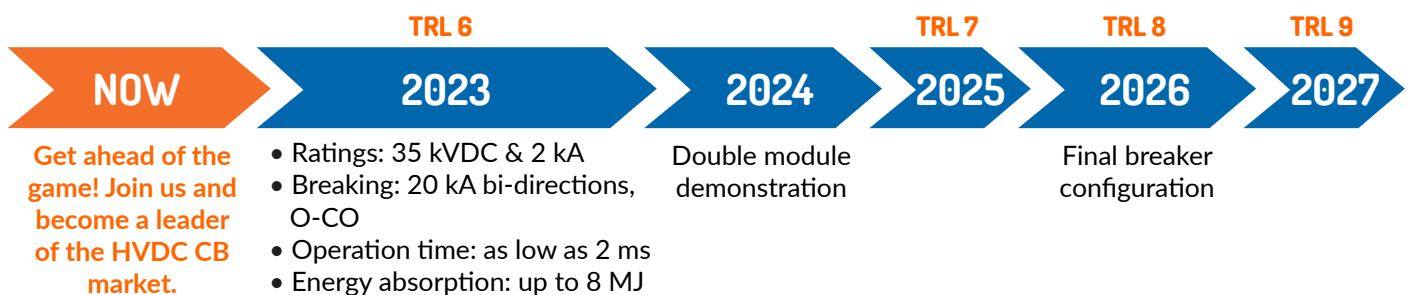 TRL 6
TRL 7
TRL 8
TRL 9
NOW
2023
2024
2025
2026
2027
Get ahead of the
game! Join us and
become a leader
of the HVDC CB
market.
• Ratings: 35 kVDC & 2 kA
• Breaking: 20 kA bi-directions,
O-CO
• Operation time: as low as 2 ms
• Energy absorption: up to 8 MJ
Double module
demonstration
Final breaker
configuration